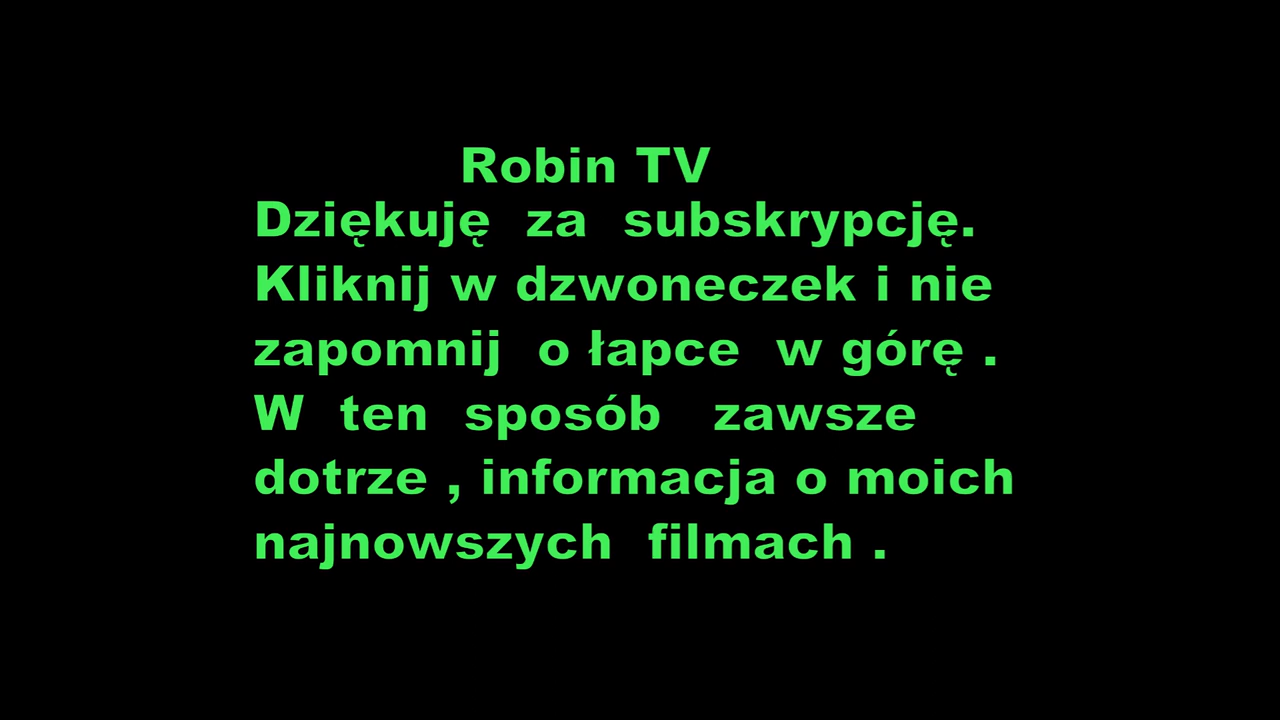 Robin TV
Dziękuję za subskrypcję.
Kliknij w dzwoneczek i nie
zapomnij o łapce w górę .
W ten sposób zawsze
dotrze , informacja o moich
najnowszych filmach .